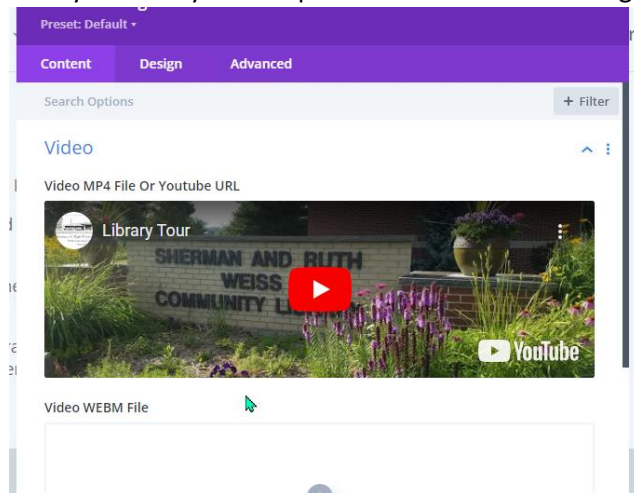 Preset: Default
Content Design Advanced
Search Options + Filter
Video
Video MP4 File Or Youtube URL
Library Tour
SHERMAN AND RUTH
WEISS
COMMUNITY
YouTube
Video WEBM File